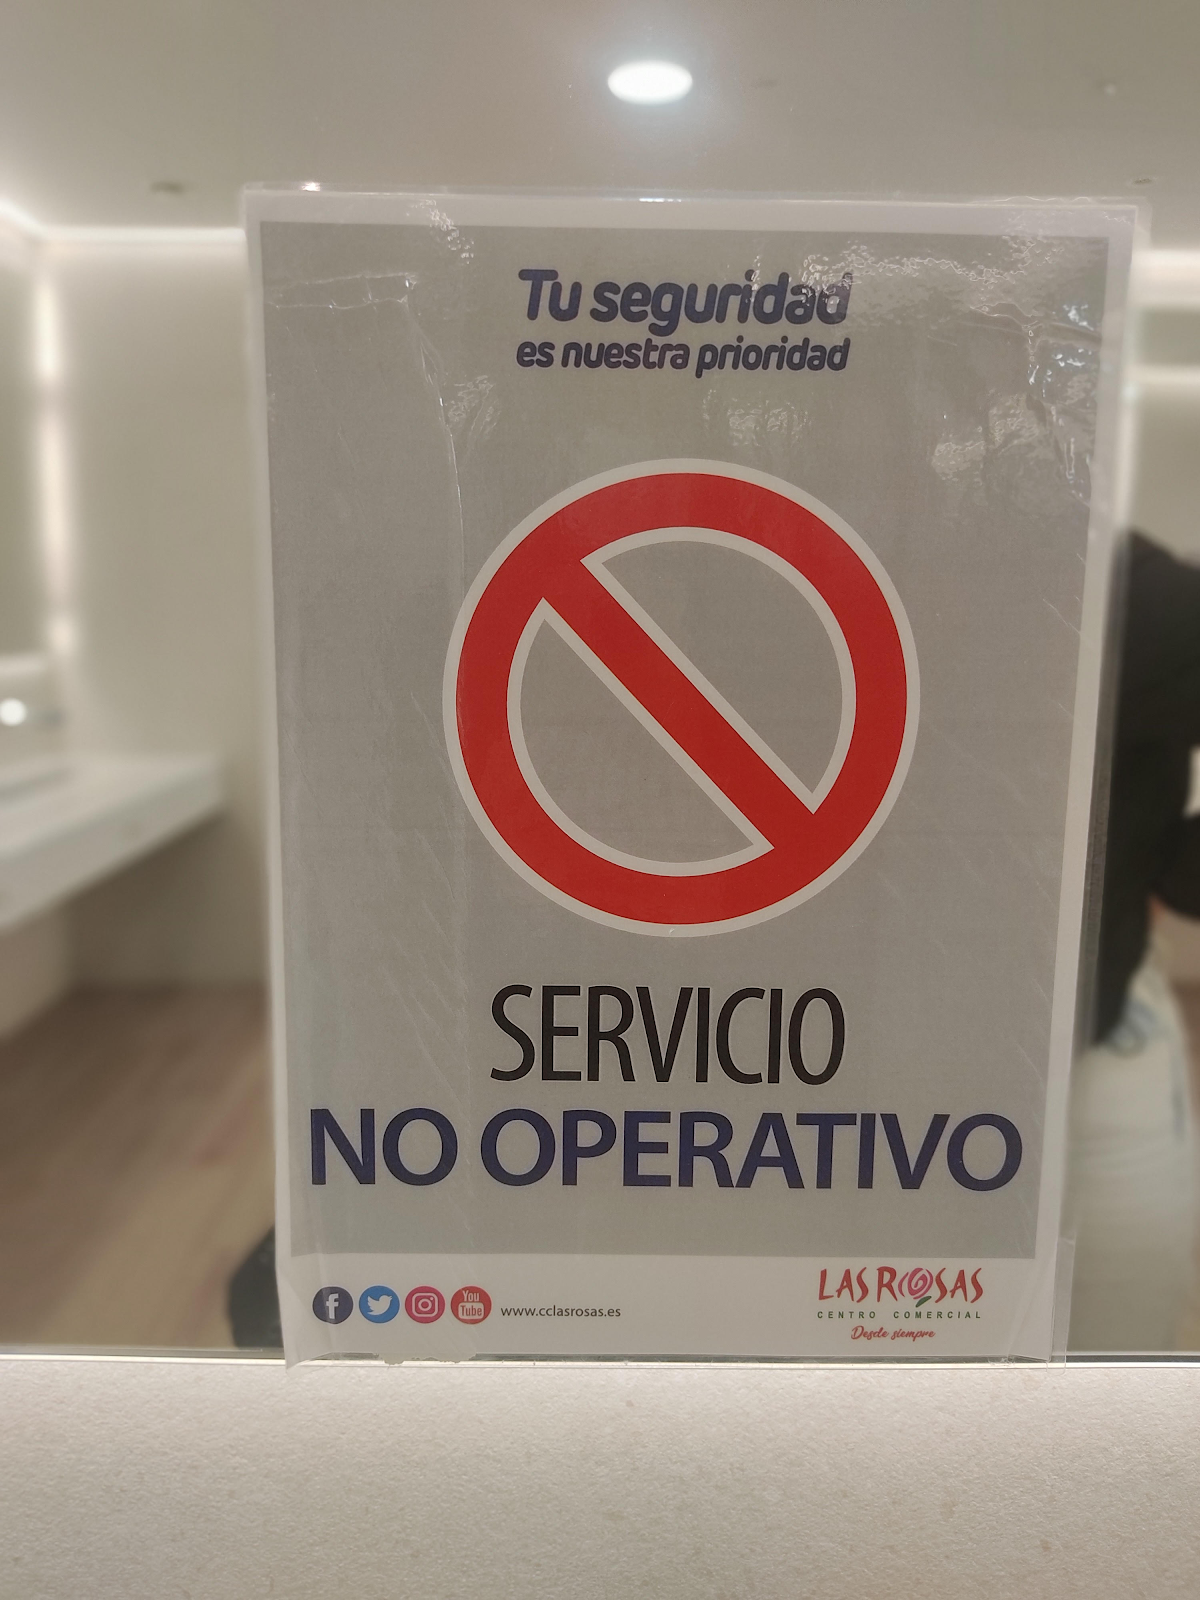 Tu seguridad
es nuestra prioridad
SERVICIO
NO OPERATIVO
f
You
Tube
www.cclasrosas.es
LAS ROSAS
CENTRO COMERCIAL
Desde siempre